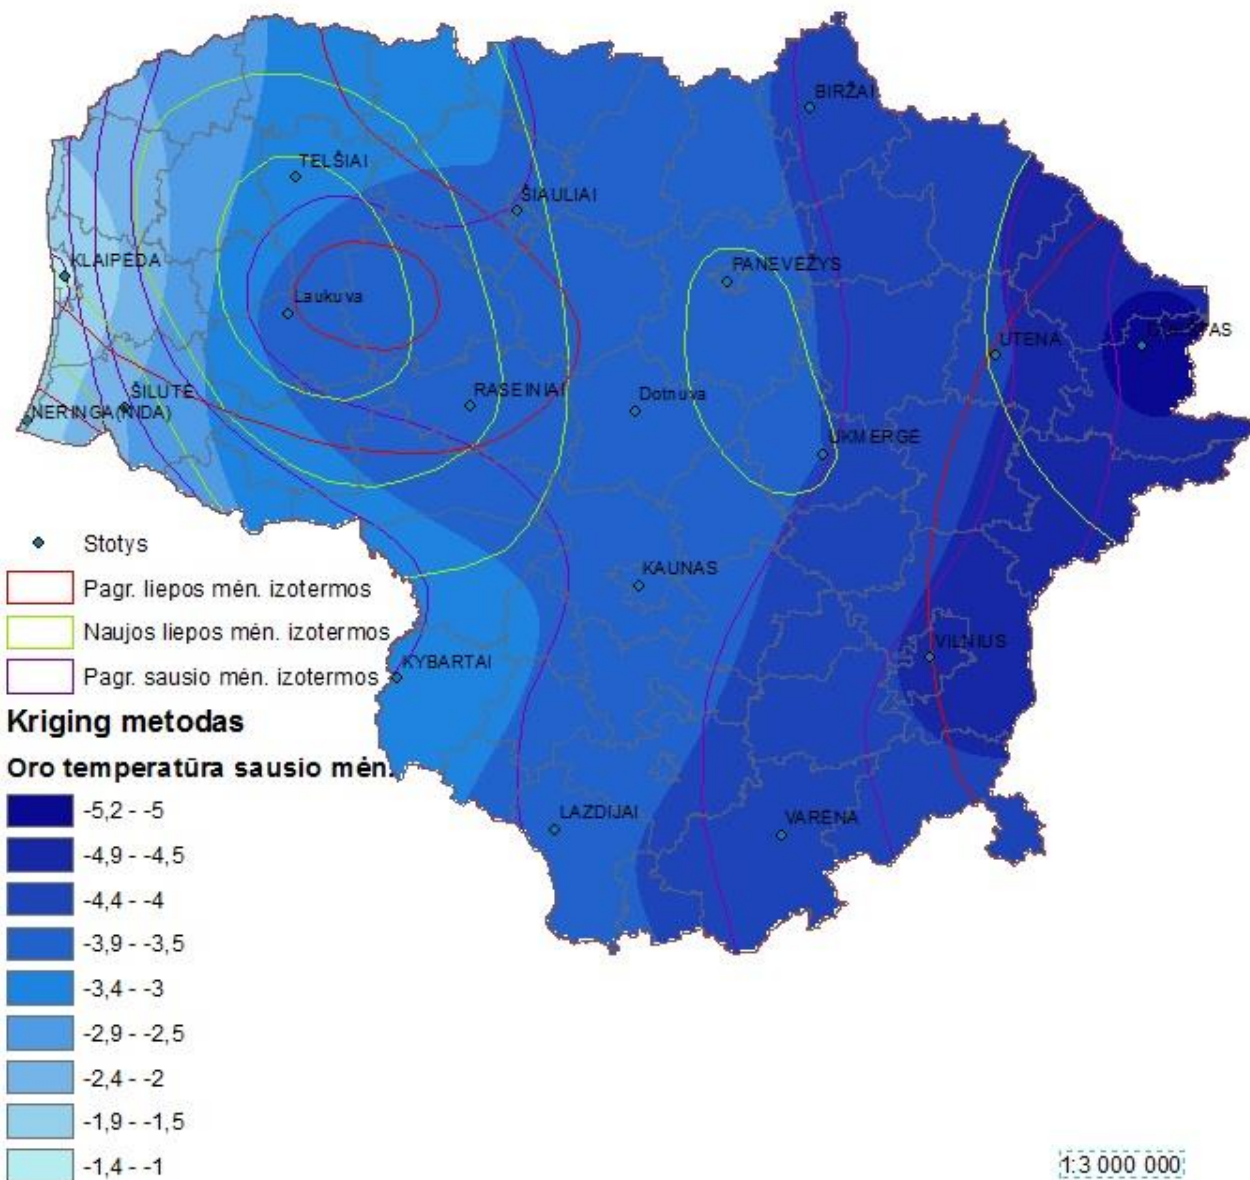 BIRŽAI
TELŠIAI
ŠIAULIAI
KLAIPĖDA
PANEVĖŽYS
Laukuva
UTENA
ŠILUTĖ
RASEINIAI
Dotnuva
NERINGA(NIDA)
UKMERGĖ
Stotys
KAUNAS
Pagr. liepos mėn. izotermos
Naujos liepos mėn. izotermos
VILNIUS
KYBARTAI
Pagr. sausio mėn. izotermos
Kriging metodas
Oro temperatūra sausio mėn.
-5,2 - -5
LAZDIJAI
VARĖNA
-4,9 - -4,5
-4,4 - -4
-3,9 - -3,5
-3,4 - -3
-2,9 - -2,5
-2,4 - -2
-1,9 - -1,5
-1,4 - -1
1:3 000 000